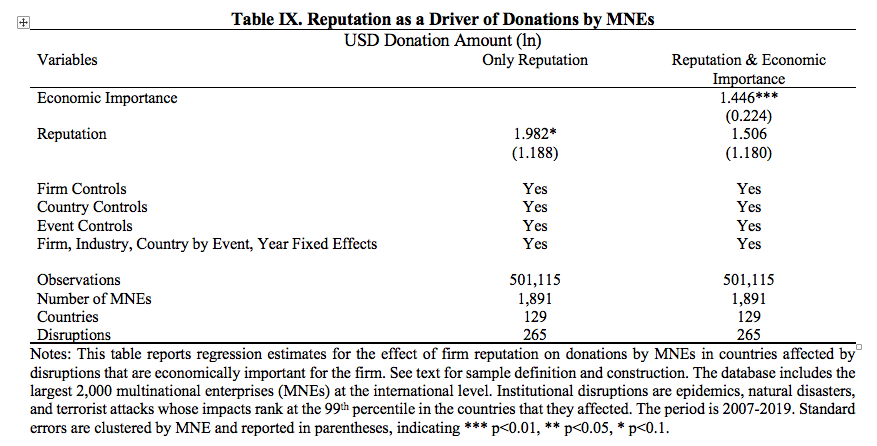 Table IX. Reputation as a Driver of Donations by MNEs
USD Donation Amount (ln)
Variables Only Reputation Reputation & Economic
Importance
Economic Importance 1.446***
(0.224)
Reputation 1.982* 1.506
(1.188) (1.180)
Firm Controls Yes Yes
Country Controls Yes Yes
Event Controls Yes Yes
Firm, Industry, Country by Event, Year Fixed Effects Yes Yes
Observations 501,115 501,115
Number of MNEs 1,891 1,891
Countries 129 129
Disruptions 265 265
Notes: This table reports regression estimates for the effect of firm reputation on donations by MNEs in countries affected by
disruptions that are economically important for the firm. See text for sample definition and construction. The database includes the
largest 2,000 multinational enterprises (MNEs) at the international level. Institutional disruptions are epidemics, natural disasters,
and terrorist attacks whose impacts rank at the 99th percentile in the countries that they affected. The period is 2007-2019. Standard
errors are clustered by MNE and reported in parentheses, indicating *** p<0.01, ** p<0.05, * p<0.1.